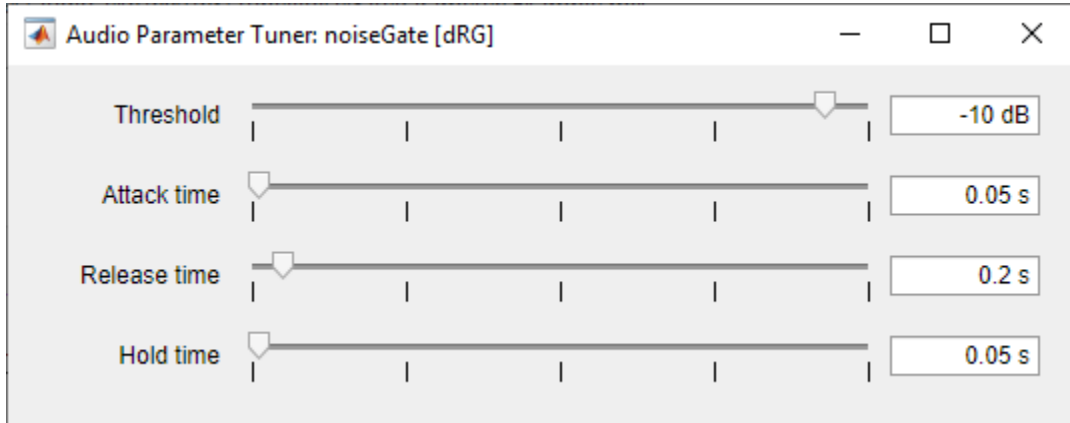 Audio Parameter Tuner: noiseGate [dRG]
Threshold -10 dB
Attack time 0.05 s
Release time 0.2 s
Hold time 0.05 s